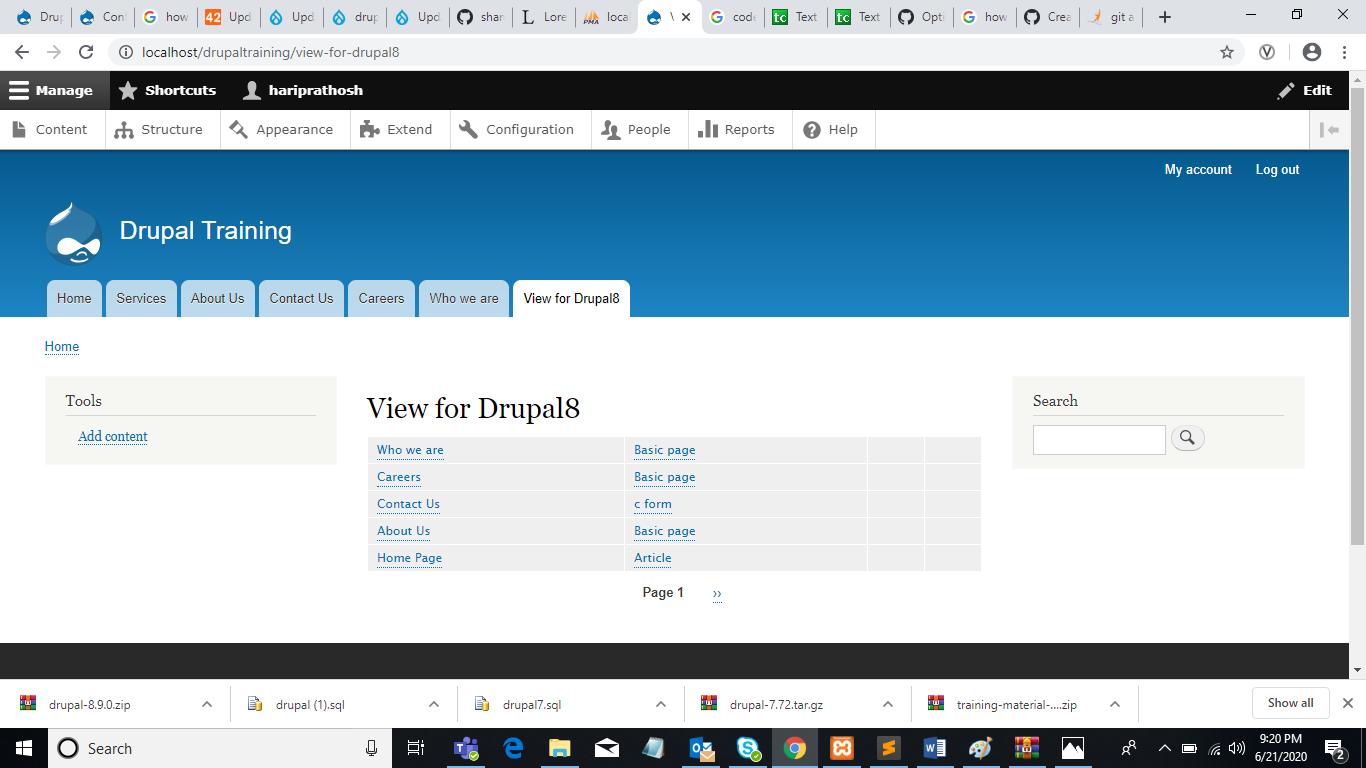 Drup Con how Upd Upd drup Upd shar Lore loca V code Text Text Opti how Crea git a
localhost/drupaltraining/view-for-drupal8
Manage Shortcuts hariprathosh Edit
Content Structure Appearance Extend Configuration People Reports Help
My account Log out
Drupal Training
Home Services About Us Contact Us Careers Who we are View for Drupal8
Home
Tools
Add content
View for Drupal8
Who we are Basic page
Careers Basic page
Contact Us c form
About Us Basic page
Home Page Article
Page 1 ››
Search
drupal-8.9.0.zip drupal (1).sql drupal7.sql drupal-7.72.tar.gz training-material-....zip Show all
Search
9:20 PM
6/21/2020
2